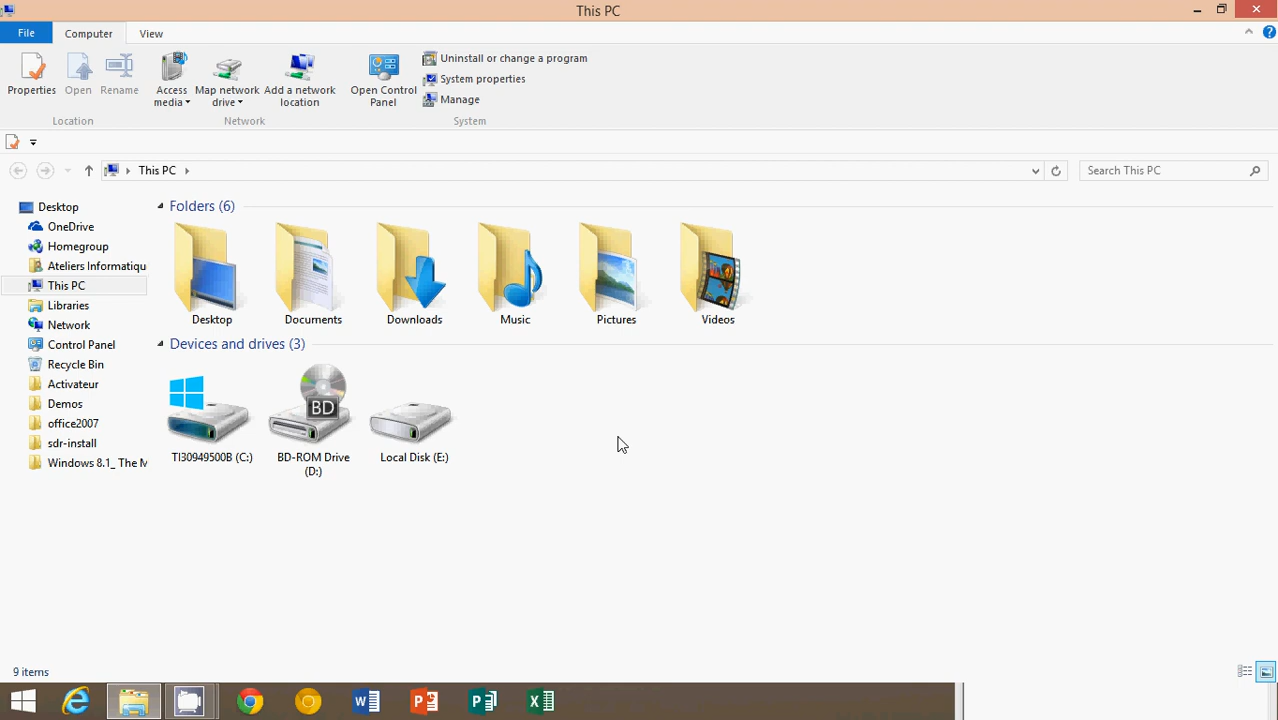 This PC
File Computer View
Properties Open Rename Access media Map network drive Add a network location Open Control Panel Uninstall or change a program
System properties
Manage
Location Network System
This PC Search This PC
Desktop
OneDrive
Homegroup
Ateliers Informatiqu
This PC
Libraries
Network
Control Panel
Recycle Bin
Activateur
Demos
office2007
sdr-install
Windows 8.1_ The M
Folders (6)
Desktop Documents Downloads Music Pictures Videos
Devices and drives (3)
BD
TI30949500B (C:) BD-ROM Drive (D:) Local Disk (E:)
9 items